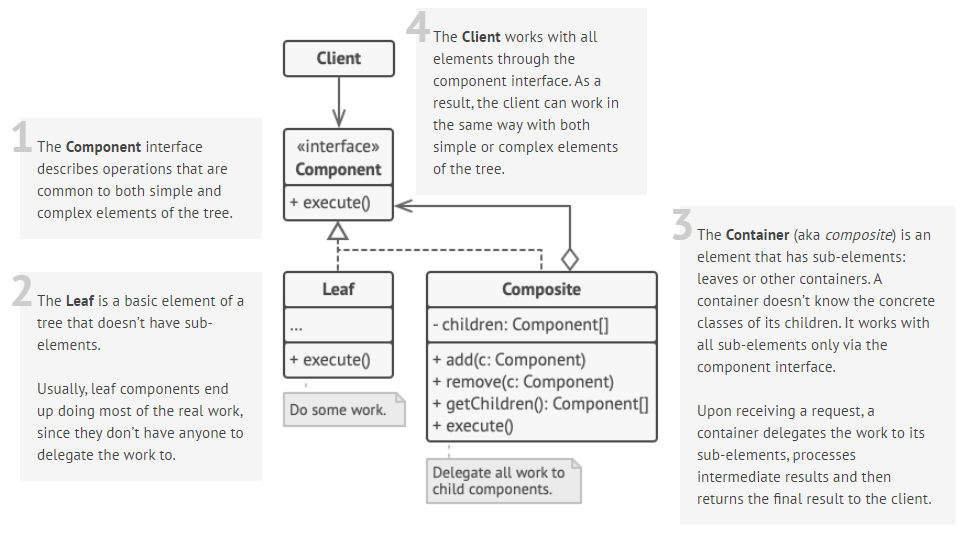 1
The Component interface
describes operations that are
common to both simple and
complex elements of the tree.
2
The Leaf is a basic element of a
tree that doesn't have sub-
elements.
Usually, leaf components end
up doing most of the real work,
since they don't have anyone to
delegate the work to.
Client
«interface»
Component
+ execute()
Leaf
...
+ execute()
Do some work.
Composite
- children: Component[]
+ add(c: Component)
+ remove(c: Component)
+ getChildren(): Component[]
+ execute()
Delegate all work to
child components.
4
The Client works with all
elements through the
component interface. As a
result, the client can work in
the same way with both
simple or complex elements
of the tree.
3
The Container (aka composite) is an
element that has sub-elements:
leaves or other containers. A
container doesn't know the concrete
classes of its children. It works with
all sub-elements only via the
component interface.
Upon receiving a request, a
container delegates the work to its
sub-elements, processes
intermediate results and then
returns the final result to the client.